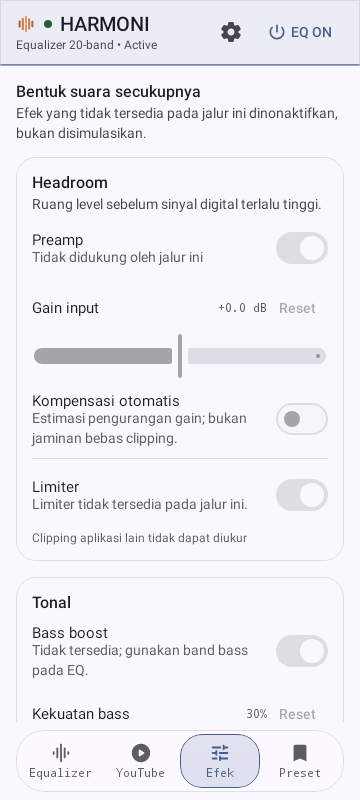 HARMONI
Equalizer 20-band • Active
EQ ON
Bentuk suara secukupnya
Efek yang tidak tersedia pada jalur ini dinonaktifkan,
bukan disimulasikan.
Headroom
Ruang level sebelum sinyal digital terlalu tinggi.
Preamp
Tidak didukung oleh jalur ini
Gain input +0.0 dB Reset
Kompensasi otomatis
Estimasi pengurangan gain; bukan
jaminan bebas clipping.
Limiter
Limiter tidak tersedia pada jalur ini.
Clipping aplikasi lain tidak dapat diukur
Tonal
Bass boost
Tidak tersedia; gunakan band bass
pada EQ.
Kekuatan bass 30% Reset
Equalizer YouTube Efek Preset